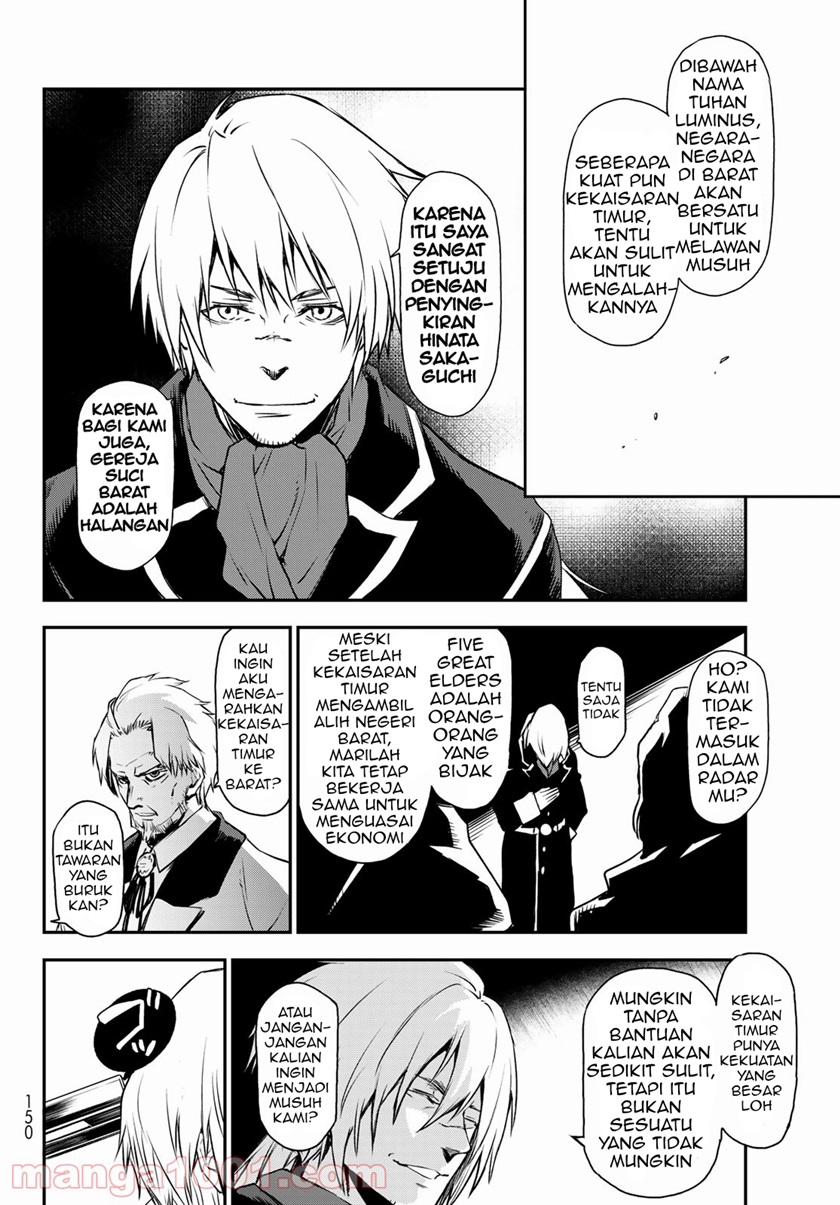 DIBAWAH
NAMA
TUHAN
LUMINUS,
NEGARA-
NEGARA
DI BARAT
AKAN
BERSATU
UNTUK
MELAWAN
MUSUH
SEBERAPA
KUAT PUN
KEKAISARAN
TIMUR,
TENTU
AKAN SULIT
UNTUK
MENGALAH-
KANNYA
KARENA
ITU SAYA
SANGAT
SETUJU
DENGAN
PENYING-
KIRAN
HINATA
SAKA-
GUCHI
KARENA
BAGI KAMI
JUGA,
GEREJA
SUCI
BARAT
ADALAH
HALANGAN
HO?
KAMI
TIDAK
TER-
MASUK
DALAM
RADAR
MU?
TENTU
SAJA
TIDAK
FIVE
GREAT
ELDERS
ADALAH
ORANG-
ORANG
YANG
BIJAK
MESKI
SETELAH
KEKAISARAN
TIMUR
MENGAMBIL
ALIH NEGERI
BARAT,
MARILAH
KITA TETAP
BEKERJA
SAMA UNTUK
MENGUASAI
EKONOMI
KAU
INGIN
AKU
MENGA-
RAHKAN
KEKAISA-
RAN
TIMUR
KE
BARAT?
ITU
BUKAN
TAWARAN
YANG
BURUK
KAN?
KEKAI-
SARAN
TIMUR
PUNYA
KEKUATAN
YANG
BESAR
LOH
MUNGKIN
TANPA
BANTUAN
KALIAN AKAN
SEDIKIT SULIT,
TETAPI ITU
BUKAN
SESUATU
YANG TIDAK
MUNGKIN
ATAU
JANGAN-
JANGAN
KALIAN
INGIN
MENJADI
MUSUH
KAMI?
150
manga1001.com